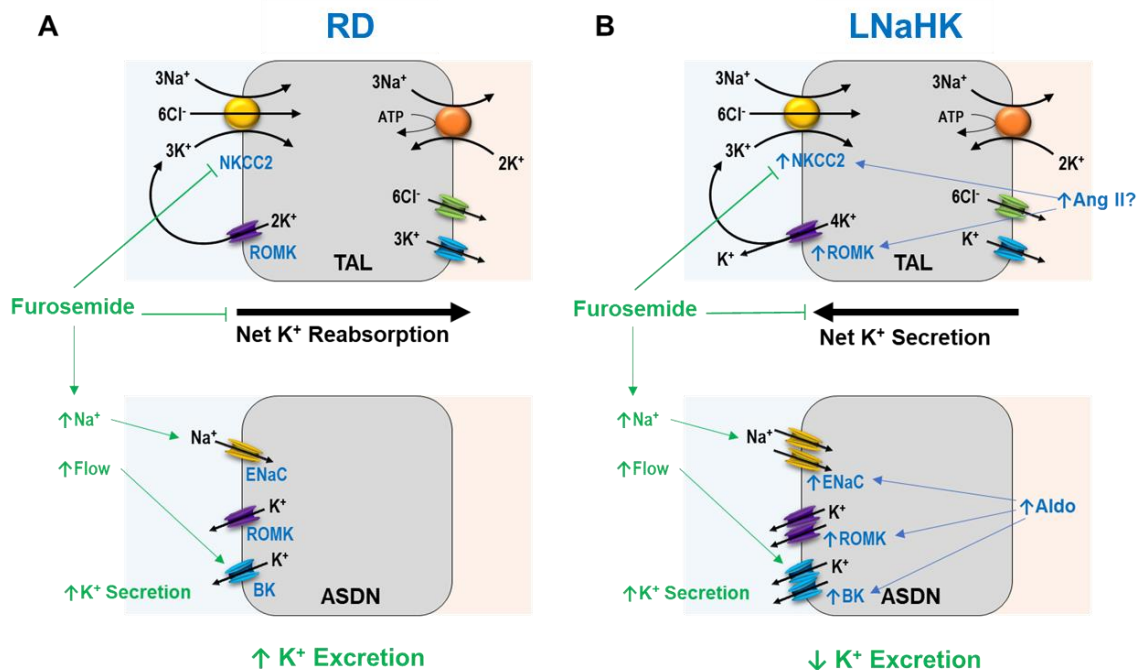 A
RD
3Na⁺
6Cl⁻
3K⁺
NKCC2
2K⁺
ROMK
TAL
3Na⁺
ATP
2K⁺
6Cl⁻
3K⁺
Furosemide
Net K⁺ Reabsorption
↑Na⁺
↑Flow
Na⁺
ENaC
K⁺
ROMK
K⁺
BK
↑K⁺ Secretion
ASDN
↑ K⁺ Excretion
B
LNaHK
3Na⁺
6Cl⁻
3K⁺
↑NKCC2
4K⁺
K⁺
↑ROMK
TAL
3Na⁺
ATP
2K⁺
6Cl⁻
K⁺
↑Ang II?
Furosemide
Net K⁺ Secretion
↑Na⁺
↑Flow
Na⁺
↑ENaC
K⁺
↑ROMK
K⁺
↑BK
↑Aldo
↑K⁺ Secretion
ASDN
↓ K⁺ Excretion